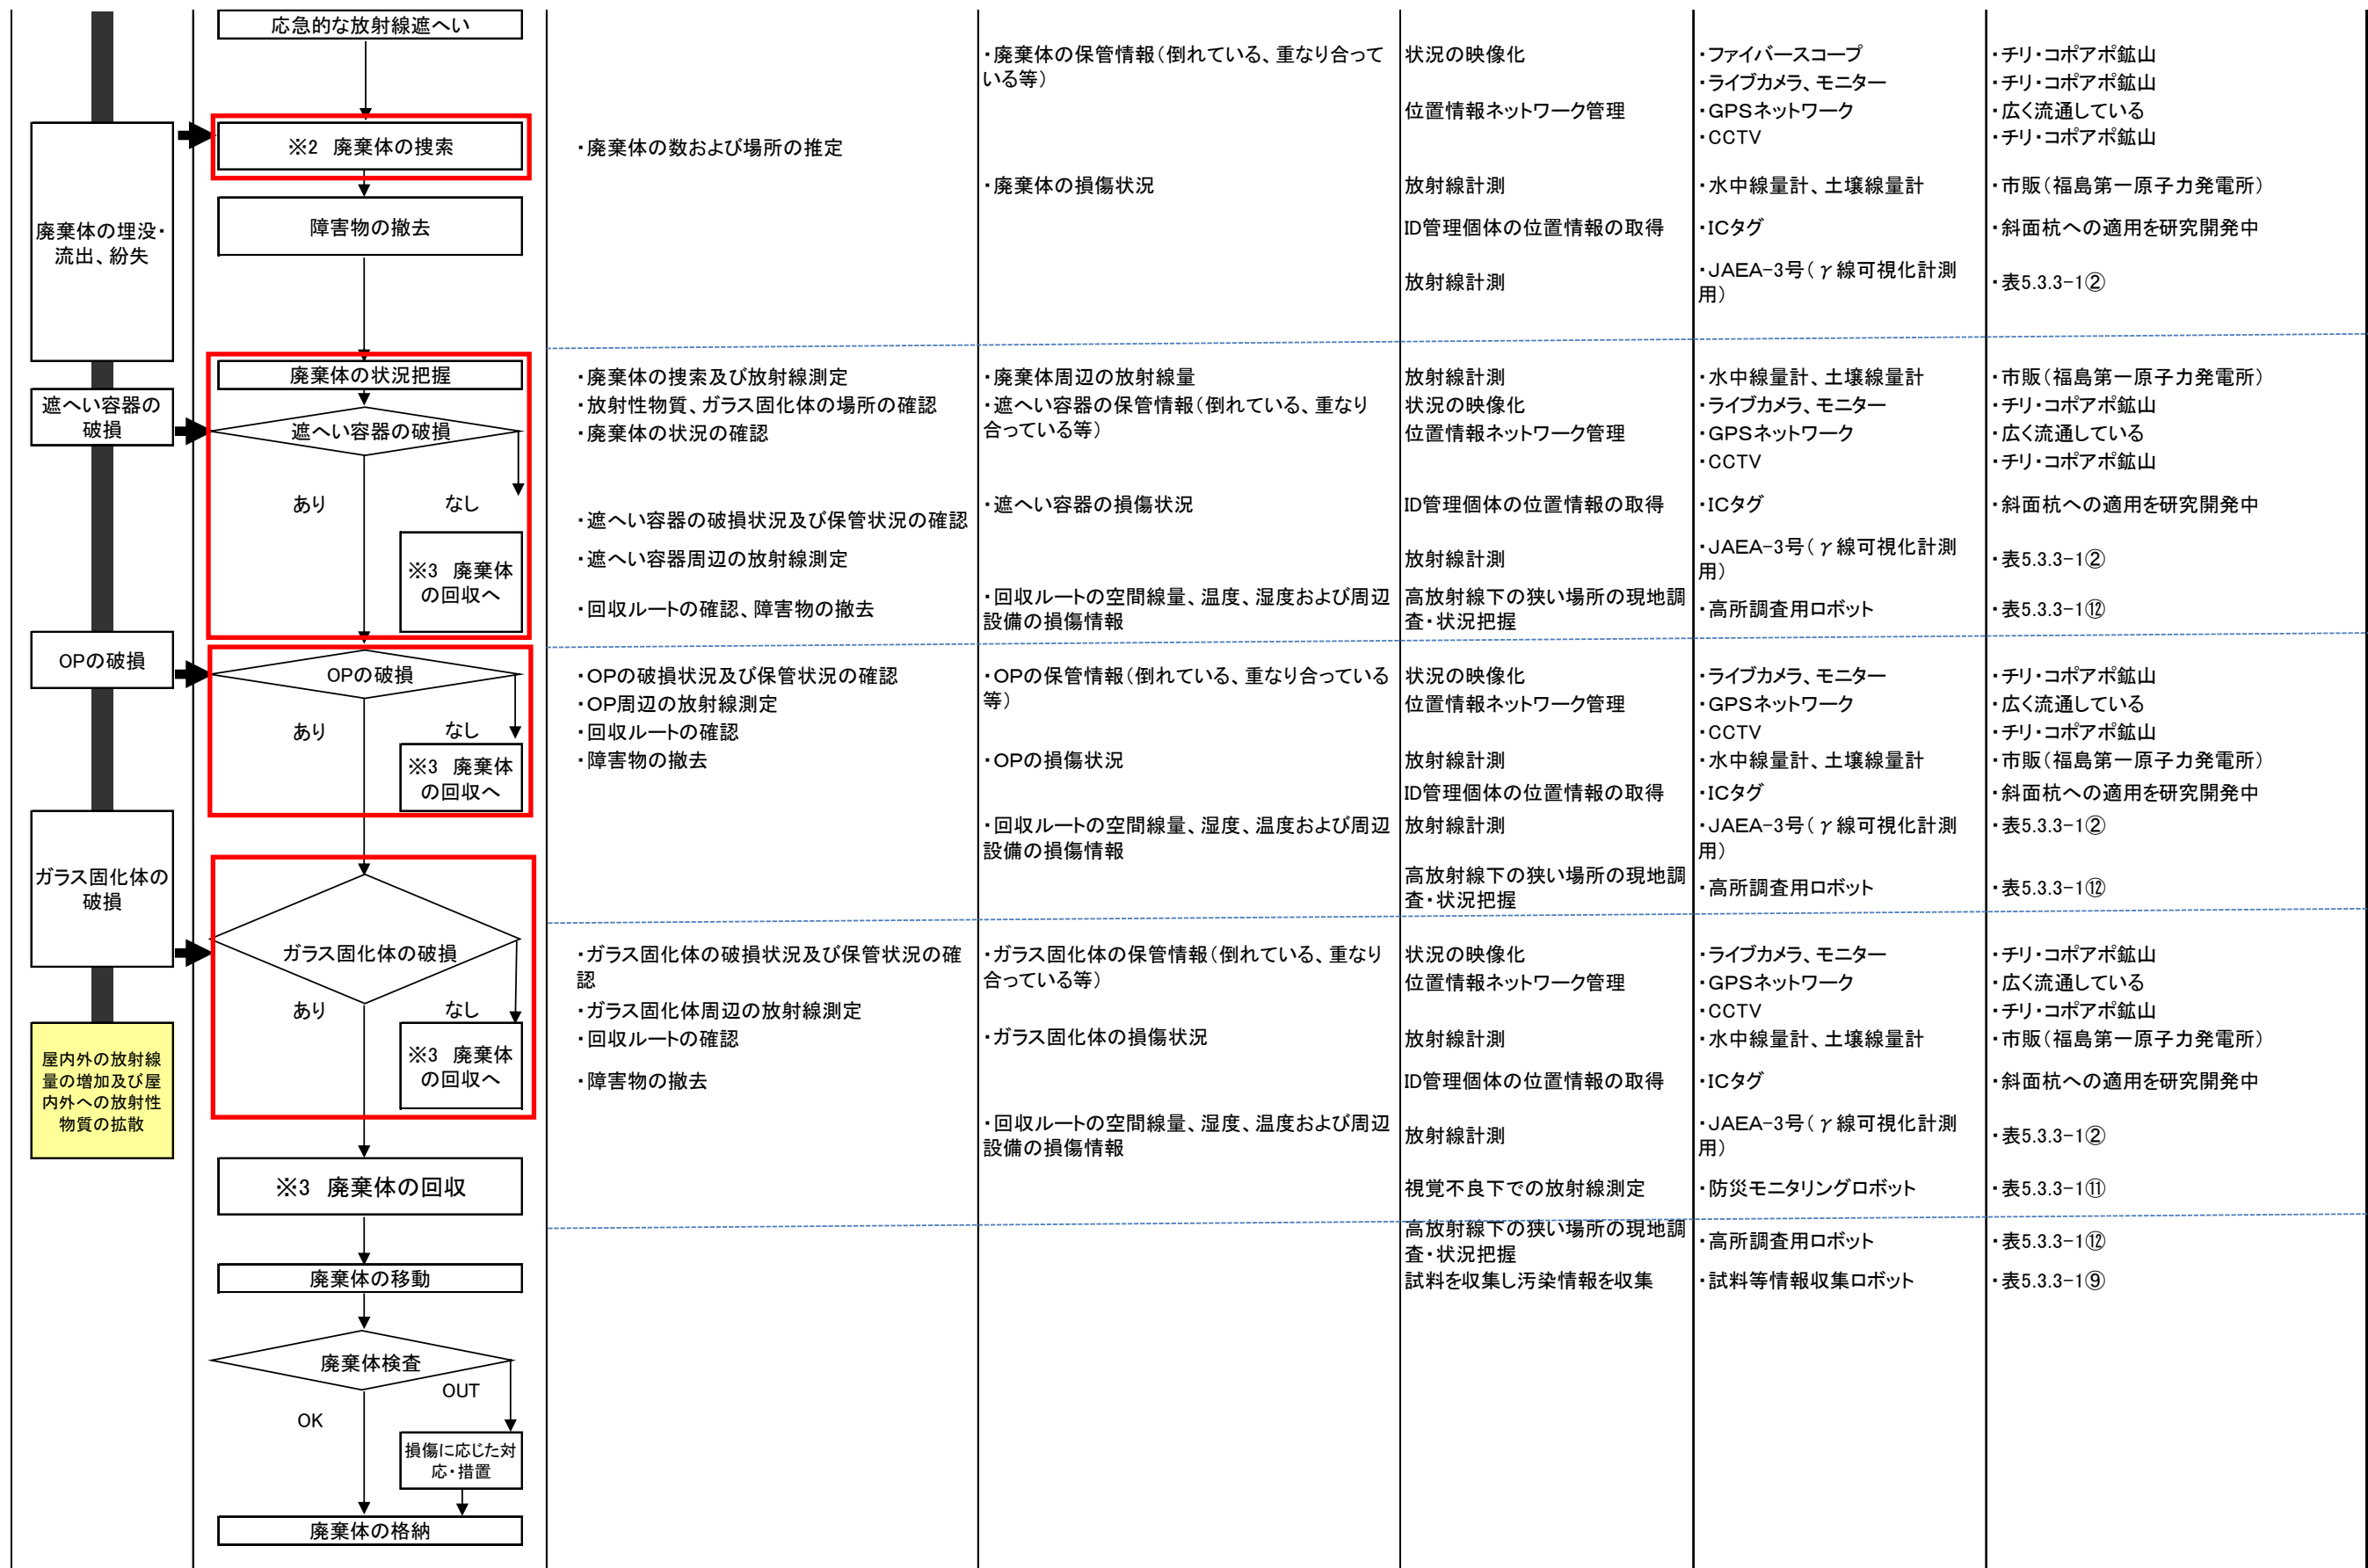 応急的な放射線遮へい
※2 廃棄体の捜索
障害物の撤去
廃棄体の埋没・
流出、紛失
・廃棄体の数および場所の推定
・廃棄体の保管情報(倒れている、重なり合って
いる等)
・廃棄体の損傷状況
状況の映像化
位置情報ネットワーク管理
放射線計測
ID管理個体の位置情報の取得
放射線計測
・ファイバースコープ
・ライブカメラ、モニター
・GPSネットワーク
・CCTV
・水中線量計、土壌線量計
・ICタグ
・JAEA-3号(γ線可視化計測
用)
・チリ・コポアポ鉱山
・チリ・コポアポ鉱山
・広く流通している
・チリ・コポアポ鉱山
・市販(福島第一原子力発電所)
・斜面杭への適用を研究開発中
・表5.3.3-1②
廃棄体の状況把握
遮へい容器の
破損
遮へい容器の破損
あり
なし
※3 廃棄体
の回収へ
・廃棄体の捜索及び放射線測定
・放射性物質、ガラス固化体の場所の確認
・廃棄体の状況の確認
・遮へい容器の破損状況及び保管状況の確認
・遮へい容器周辺の放射線測定
・回収ルートの確認、障害物の撤去
・廃棄体周辺の放射線量
・遮へい容器の保管情報(倒れている、重なり
合っている等)
・遮へい容器の損傷状況
・回収ルートの空間線量、温度、湿度および周辺
設備の損傷情報
放射線計測
状況の映像化
位置情報ネットワーク管理
ID管理個体の位置情報の取得
放射線計測
高放射線下の狭い場所の現地調
査・状況把握
・水中線量計、土壌線量計
・ライブカメラ、モニター
・GPSネットワーク
・CCTV
・ICタグ
・JAEA-3号(γ線可視化計測
用)
・高所調査用ロボット
・市販(福島第一原子力発電所)
・チリ・コポアポ鉱山
・広く流通している
・チリ・コポアポ鉱山
・斜面杭への適用を研究開発中
・表5.3.3-1②
・表5.3.3-1⑫
OPの破損
OPの破損
あり
なし
※3 廃棄体
の回収へ
・OPの破損状況及び保管状況の確認
・OP周辺の放射線測定
・回収ルートの確認
・障害物の撤去
・OPの保管情報(倒れている、重なり合っている
等)
・OPの損傷状況
・回収ルートの空間線量、湿度、温度および周辺
設備の損傷情報
状況の映像化
位置情報ネットワーク管理
放射線計測
ID管理個体の位置情報の取得
放射線計測
高放射線下の狭い場所の現地調
査・状況把握
・ライブカメラ、モニター
・GPSネットワーク
・CCTV
・水中線量計、土壌線量計
・ICタグ
・JAEA-3号(γ線可視化計測
用)
・高所調査用ロボット
・チリ・コポアポ鉱山
・広く流通している
・チリ・コポアポ鉱山
・市販(福島第一原子力発電所)
・斜面杭への適用を研究開発中
・表5.3.3-1②
・表5.3.3-1⑫
ガラス固化体の
破損
ガラス固化体の破損
あり
なし
※3 廃棄体
の回収へ
屋内外の放射線
量の増加及び屋
内外への放射性
物質の拡散
※3 廃棄体の回収
・ガラス固化体の破損状況及び保管状況の確
認
・ガラス固化体周辺の放射線測定
・回収ルートの確認
・障害物の撤去
・ガラス固化体の保管情報(倒れている、重なり
合っている等)
・ガラス固化体の損傷状況
・回収ルートの空間線量、湿度、温度および周辺
設備の損傷情報
状況の映像化
位置情報ネットワーク管理
放射線計測
ID管理個体の位置情報の取得
放射線計測
視覚不良下での放射線測定
高放射線下の狭い場所の現地調
査・状況把握
試料を収集し汚染情報を収集
・ライブカメラ、モニター
・GPSネットワーク
・CCTV
・水中線量計、土壌線量計
・ICタグ
・JAEA-3号(γ線可視化計測
用)
・防災モニタリングロボット
・高所調査用ロボット
・試料等情報収集ロボット
・チリ・コポアポ鉱山
・広く流通している
・チリ・コポアポ鉱山
・市販(福島第一原子力発電所)
・斜面杭への適用を研究開発中
・表5.3.3-1②
・表5.3.3-1⑪
・表5.3.3-1⑫
・表5.3.3-1⑨
廃棄体の移動
廃棄体検査
OUT
OK
損傷に応じた対
応・措置
廃棄体の格納